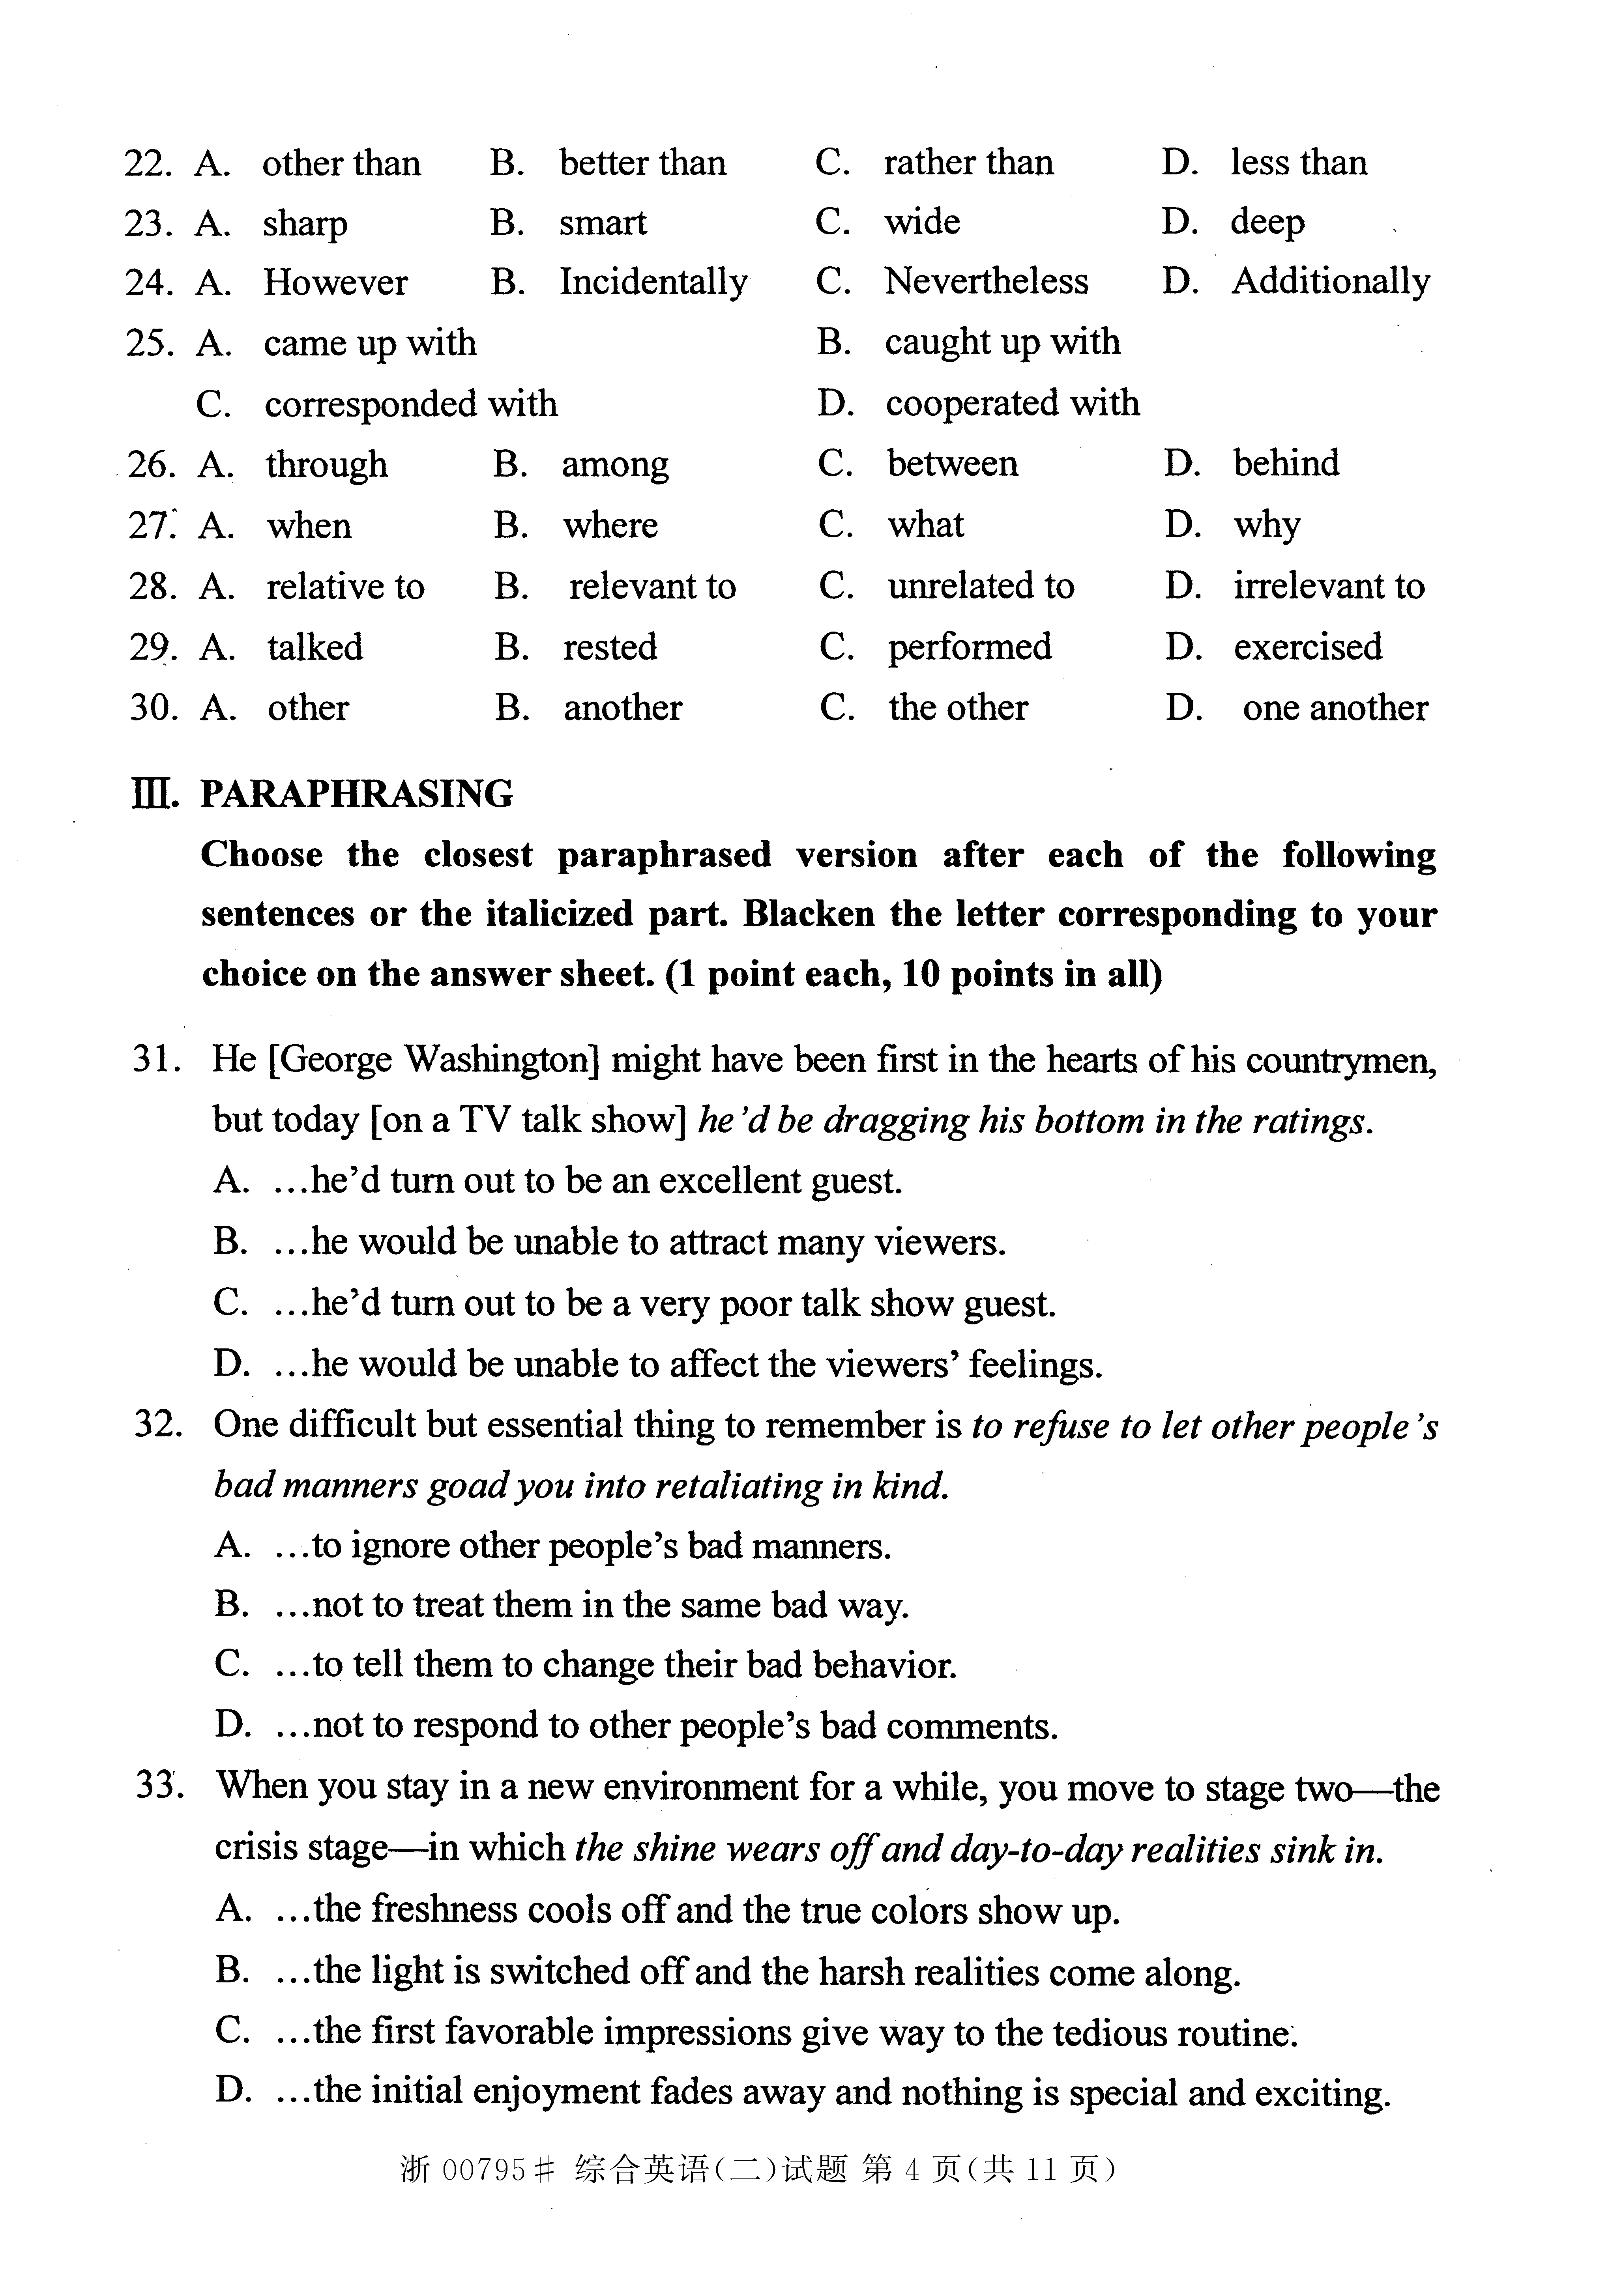 22. A. other than B. better than C. rather than D. less than
23. A. sharp B. smart C. wide D. deep
24. A. However B. Incidentally C. Nevertheless D. Additionally
25. A. came up with B. caught up with
C. corresponded with D. cooperated with
26. A. through B. among C. between D. behind
27. A. when B. where C. what D. why
28. A. relative to B. relevant to C. unrelated to D. irrelevant to
29. A. talked B. rested C. performed D. exercised
30. A. other B. another C. the other D. one another
Ⅲ. PARAPHRASING
Choose the closest paraphrased version after each of the following
sentences or the italicized part. Blacken the letter corresponding to your
choice on the answer sheet. (1 point each, 10 points in all)
31. He [George Washington] might have been first in the hearts of his countrymen,
but today [on a TV talk show] he'd be dragging his bottom in the ratings.
A. …he'd turn out to be an excellent guest.
B. …he would be unable to attract many viewers.
C. …he'd turn out to be a very poor talk show guest.
D. …he would be unable to affect the viewers' feelings.
32. One difficult but essential thing to remember is to refuse to let other people's
bad manners goad you into retaliating in kind.
A. …to ignore other people's bad manners.
B. …not to treat them in the same bad way.
C. …to tell them to change their bad behavior.
D. …not to respond to other people's bad comments.
33. When you stay in a new environment for a while, you move to stage two—the
crisis stage—in which the shine wears off and day-to-day realities sink in.
A. …the freshness cools off and the true colors show up.
B. …the light is switched off and the harsh realities come along.
C. …the first favorable impressions give way to the tedious routine.
D. …the initial enjoyment fades away and nothing is special and exciting.
浙 00795# 综合英语(二)试题 第 4 页(共 11 页)